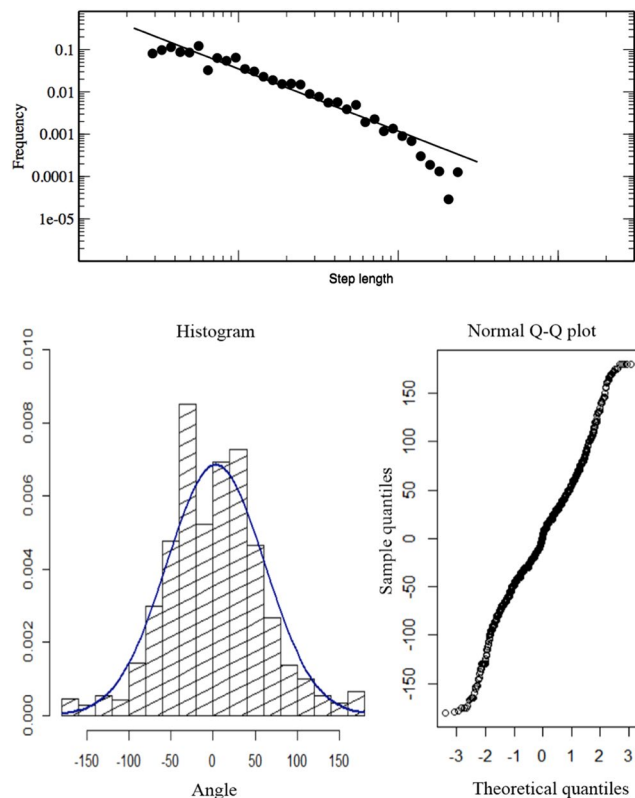 0.1
0.01
0.001
0.0001
1e-05
Frequency
Step length
Histogram
0.010
0.008
0.006
0.004
0.002
0.000
-150 -100 -50 0 50 100 150
Angle
Normal Q-Q plot
150
100
50
0
-50
-100
-150
Sample quantiles
-3 -2 -1 0 1 2 3
Theoretical quantiles